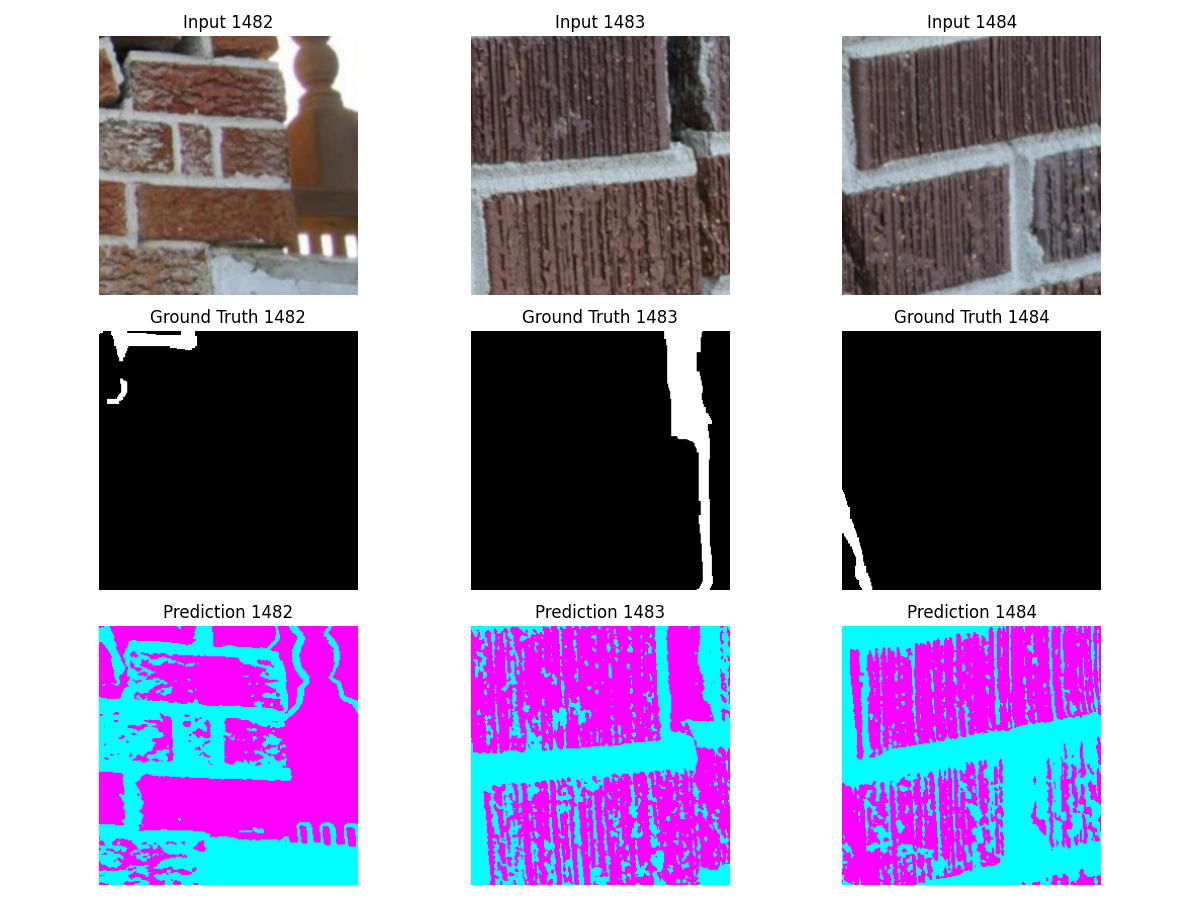 Input 1482
Input 1483
Input 1484
Ground Truth 1482
Ground Truth 1483
Ground Truth 1484
Prediction 1482
Prediction 1483
Prediction 1484